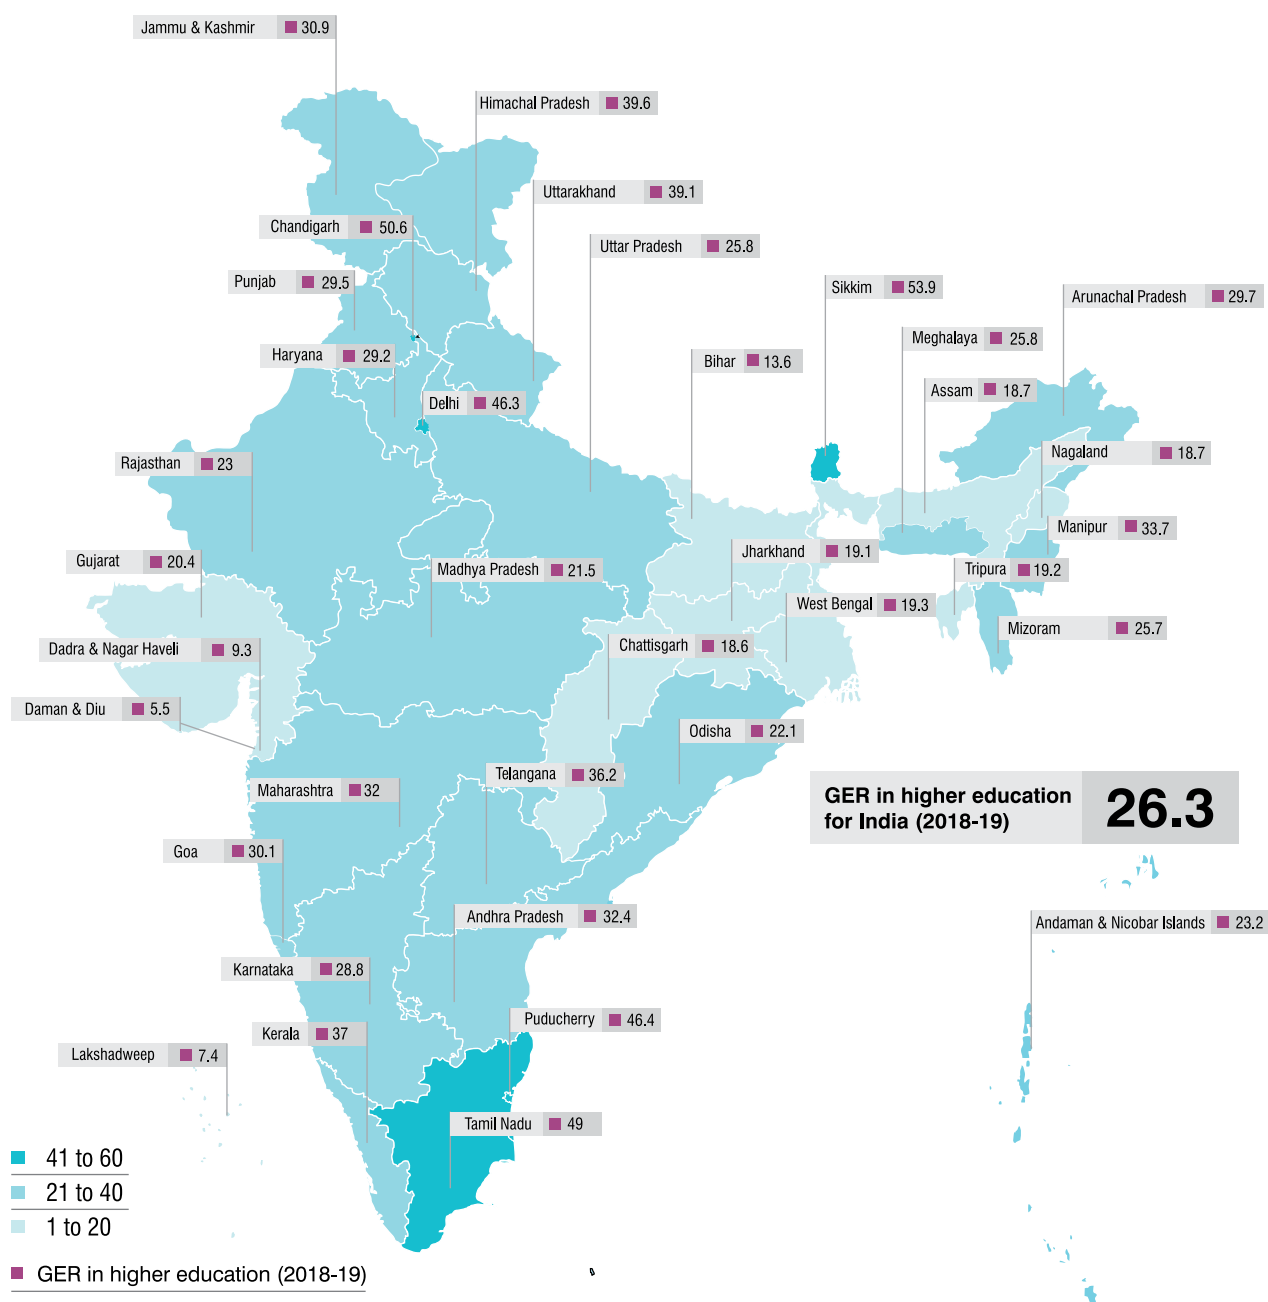 Jammu & Kashmir 30.9
Himachal Pradesh 39.6
Uttarakhand 39.1
Chandigarh 50.6
Uttar Pradesh 25.8
Punjab 29.5
Sikkim 53.9
Arunachal Pradesh 29.7
Meghalaya 25.8
Haryana 29.2
Bihar 13.6
Assam 18.7
Delhi 46.3
Nagaland 18.7
Rajasthan 23
Manipur 33.7
Jharkhand 19.1
Gujarat 20.4
Madhya Pradesh 21.5
Tripura 19.2
West Bengal 19.3
Mizoram 25.7
Chattisgarh 18.6
Dadra & Nagar Haveli 9.3
Daman & Diu 5.5
Odisha 22.1
Telangana 36.2
Maharashtra 32
GER in higher education
for India (2018-19)
26.3
Goa 30.1
Andhra Pradesh 32.4
Andaman & Nicobar Islands 23.2
Karnataka 28.8
Puducherry 46.4
Kerala 37
Lakshadweep 7.4
Tamil Nadu 49
41 to 60
21 to 40
1 to 20
GER in higher education (2018-19)